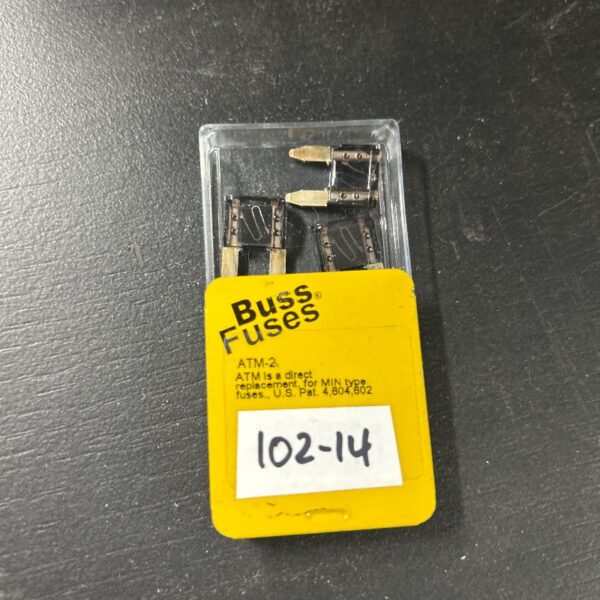 Buss®
Fuses
ATM-2
ATM is a direct
replacement, for MIN type
fuses., U.S. Pat. 4,604,602
102-14